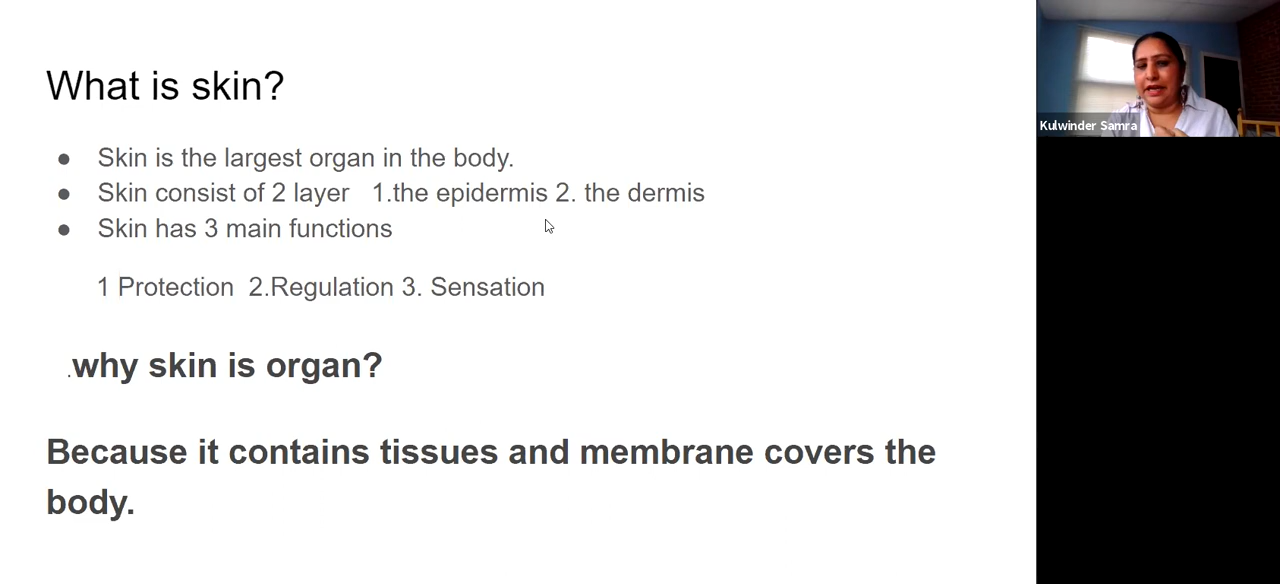 What is skin?
● Skin is the largest organ in the body.
● Skin consist of 2 layer 1.the epidermis 2. the dermis
● Skin has 3 main functions
1 Protection 2.Regulation 3. Sensation
.why skin is organ?
Because it contains tissues and membrane covers the
body.
Kulwinder Samra